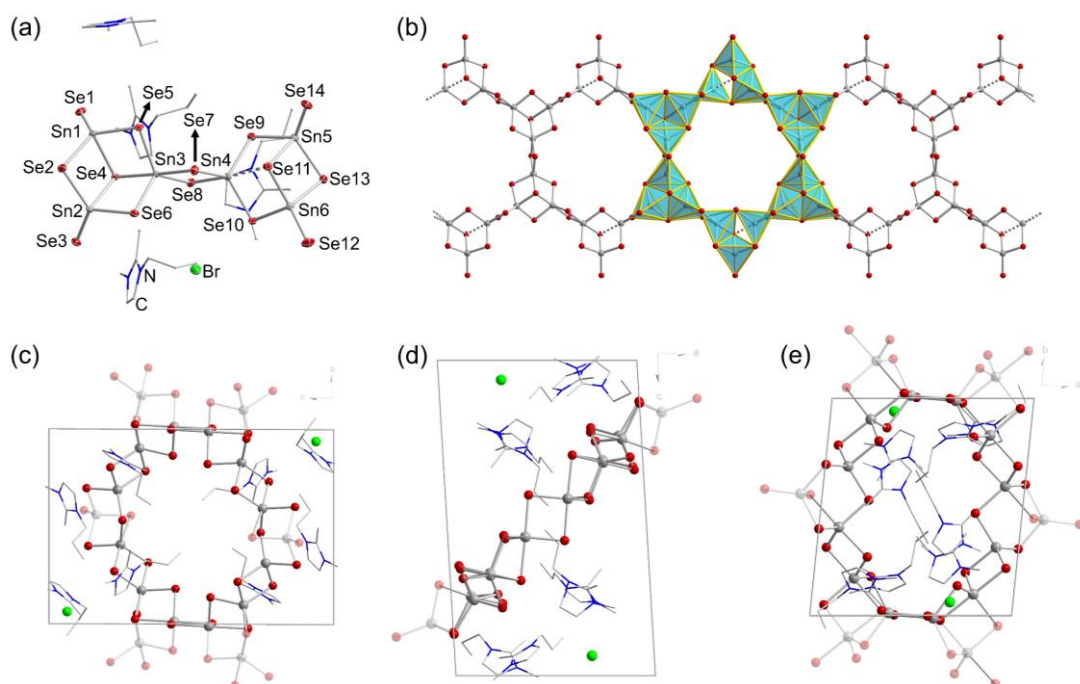 (a)
(b)
Se5
Se14
Se1
Se7
Se9
Sn1
Sn5
Sn3
Sn4
Se11
Se2
Se4
Se8
Se13
Sn2
Se6
Sn6
Se10
Se3
Se12
N
Br
C
(c)
(d)
(e)
b
c
a
c
b
a